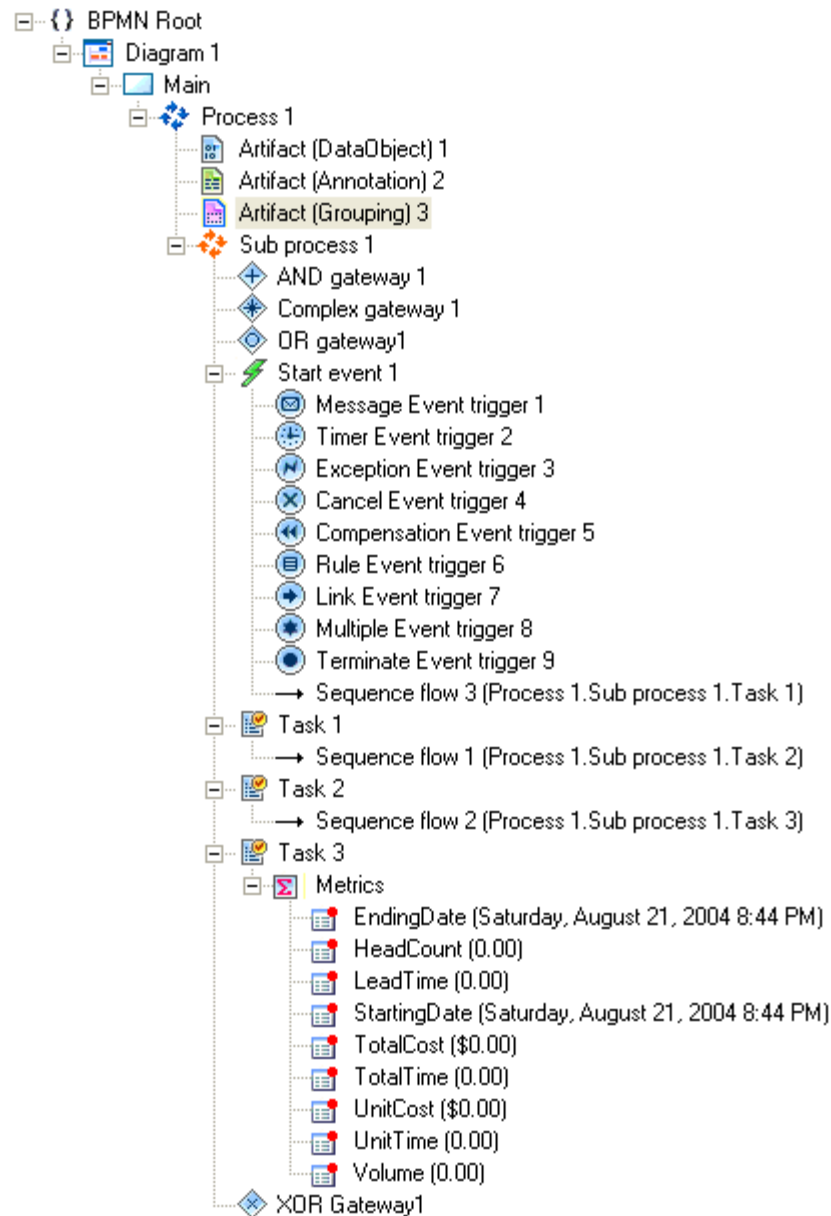 BPMN Root
Diagram 1
Main
Process 1
Artifact (DataObject) 1
Artifact (Annotation) 2
Artifact (Grouping) 3
Sub process 1
AND gateway 1
Complex gateway 1
OR gateway1
Start event 1
Message Event trigger 1
Timer Event trigger 2
Exception Event trigger 3
Cancel Event trigger 4
Compensation Event trigger 5
Rule Event trigger 6
Link Event trigger 7
Multiple Event trigger 8
Terminate Event trigger 9
Sequence flow 3 (Process 1.Sub process 1.Task 1)
Task 1
Sequence flow 1 (Process 1.Sub process 1.Task 2)
Task 2
Sequence flow 2 (Process 1.Sub process 1.Task 3)
Task 3
Metrics
EndingDate (Saturday, August 21, 2004 8:44 PM)
HeadCount (0.00)
LeadTime (0.00)
StartingDate (Saturday, August 21, 2004 8:44 PM)
TotalCost ($0.00)
TotalTime (0.00)
UnitCost ($0.00)
UnitTime (0.00)
Volume (0.00)
XOR Gateway1